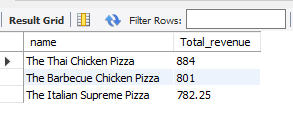 Result Grid Filter Rows:
name Total_revenue
The Thai Chicken Pizza 884
The Barbecue Chicken Pizza 801
The Italian Supreme Pizza 782.25